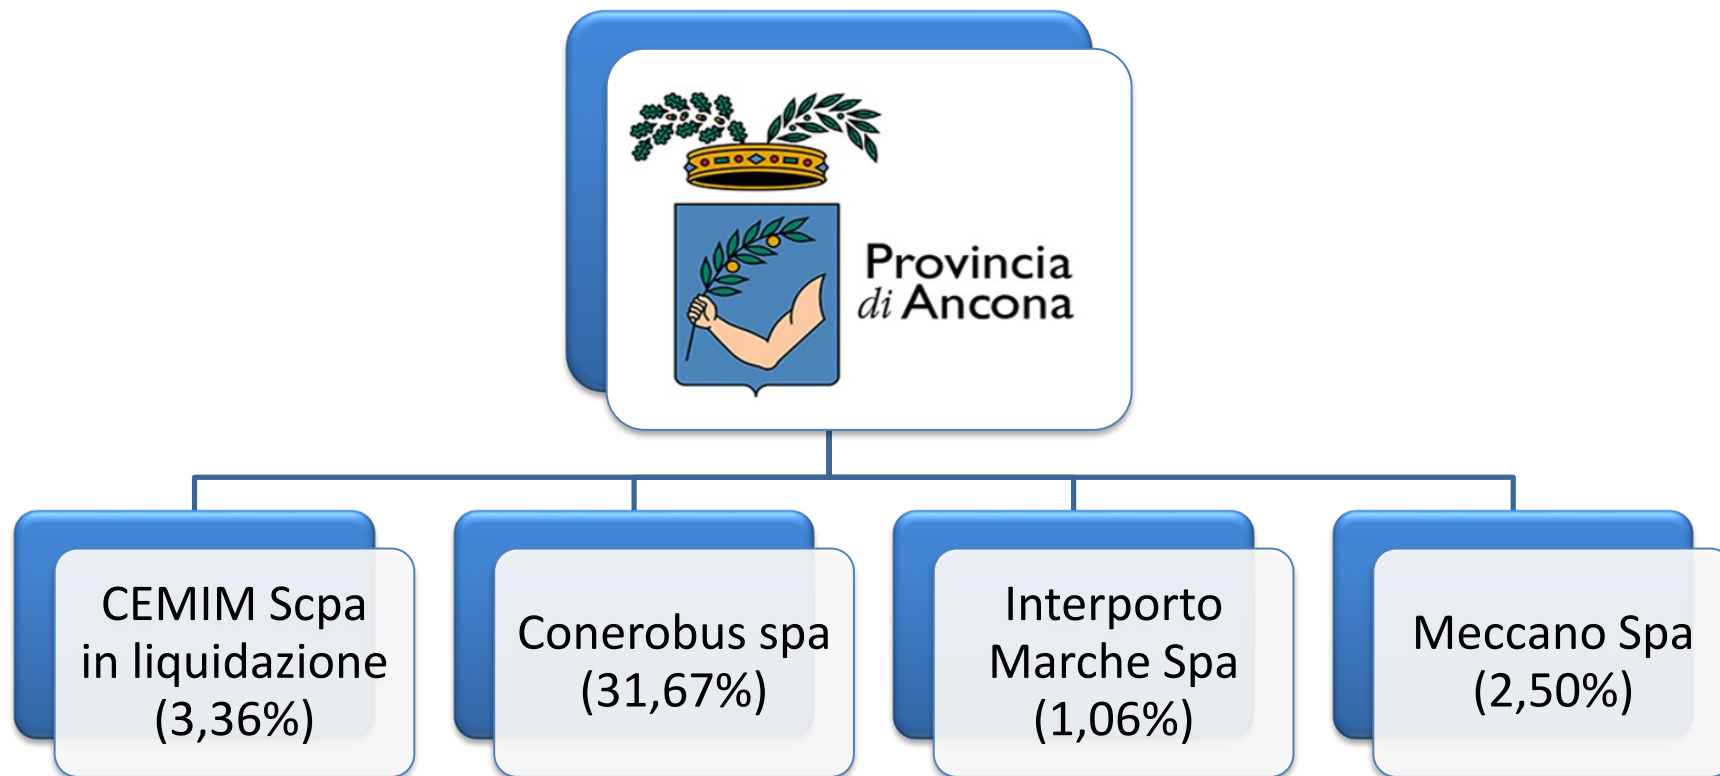 Provincia
di Ancona
CEMIM Scpa
in liquidazione
(3,36%)
Conerobus spa
(31,67%)
Interporto
Marche Spa
(1,06%)
Meccano Spa
(2,50%)